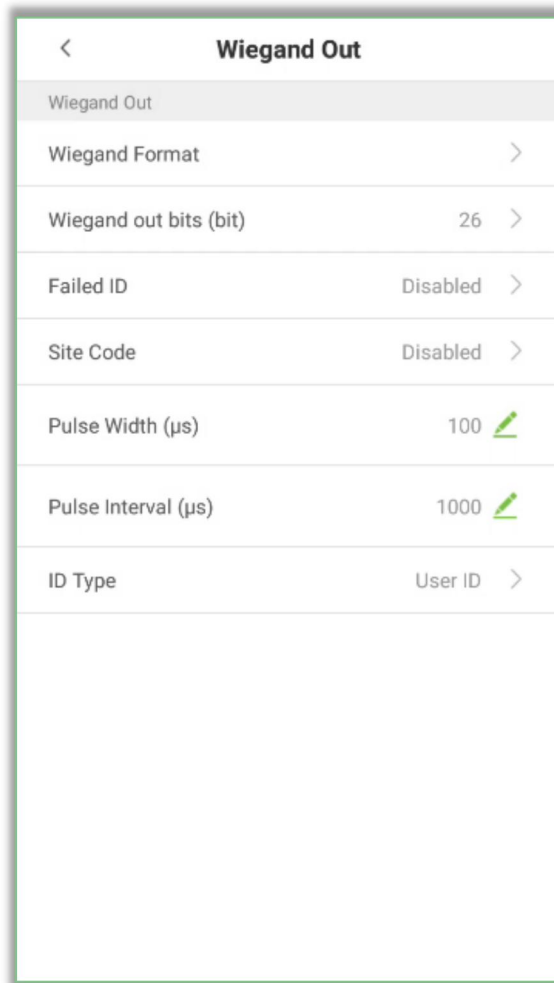 Wiegand Out
Wiegand Out
Wiegand Format
Wiegand out bits (bit) 26
Failed ID Disabled
Site Code Disabled
Pulse Width (μs) 100
Pulse Interval (μs) 1000
ID Type User ID